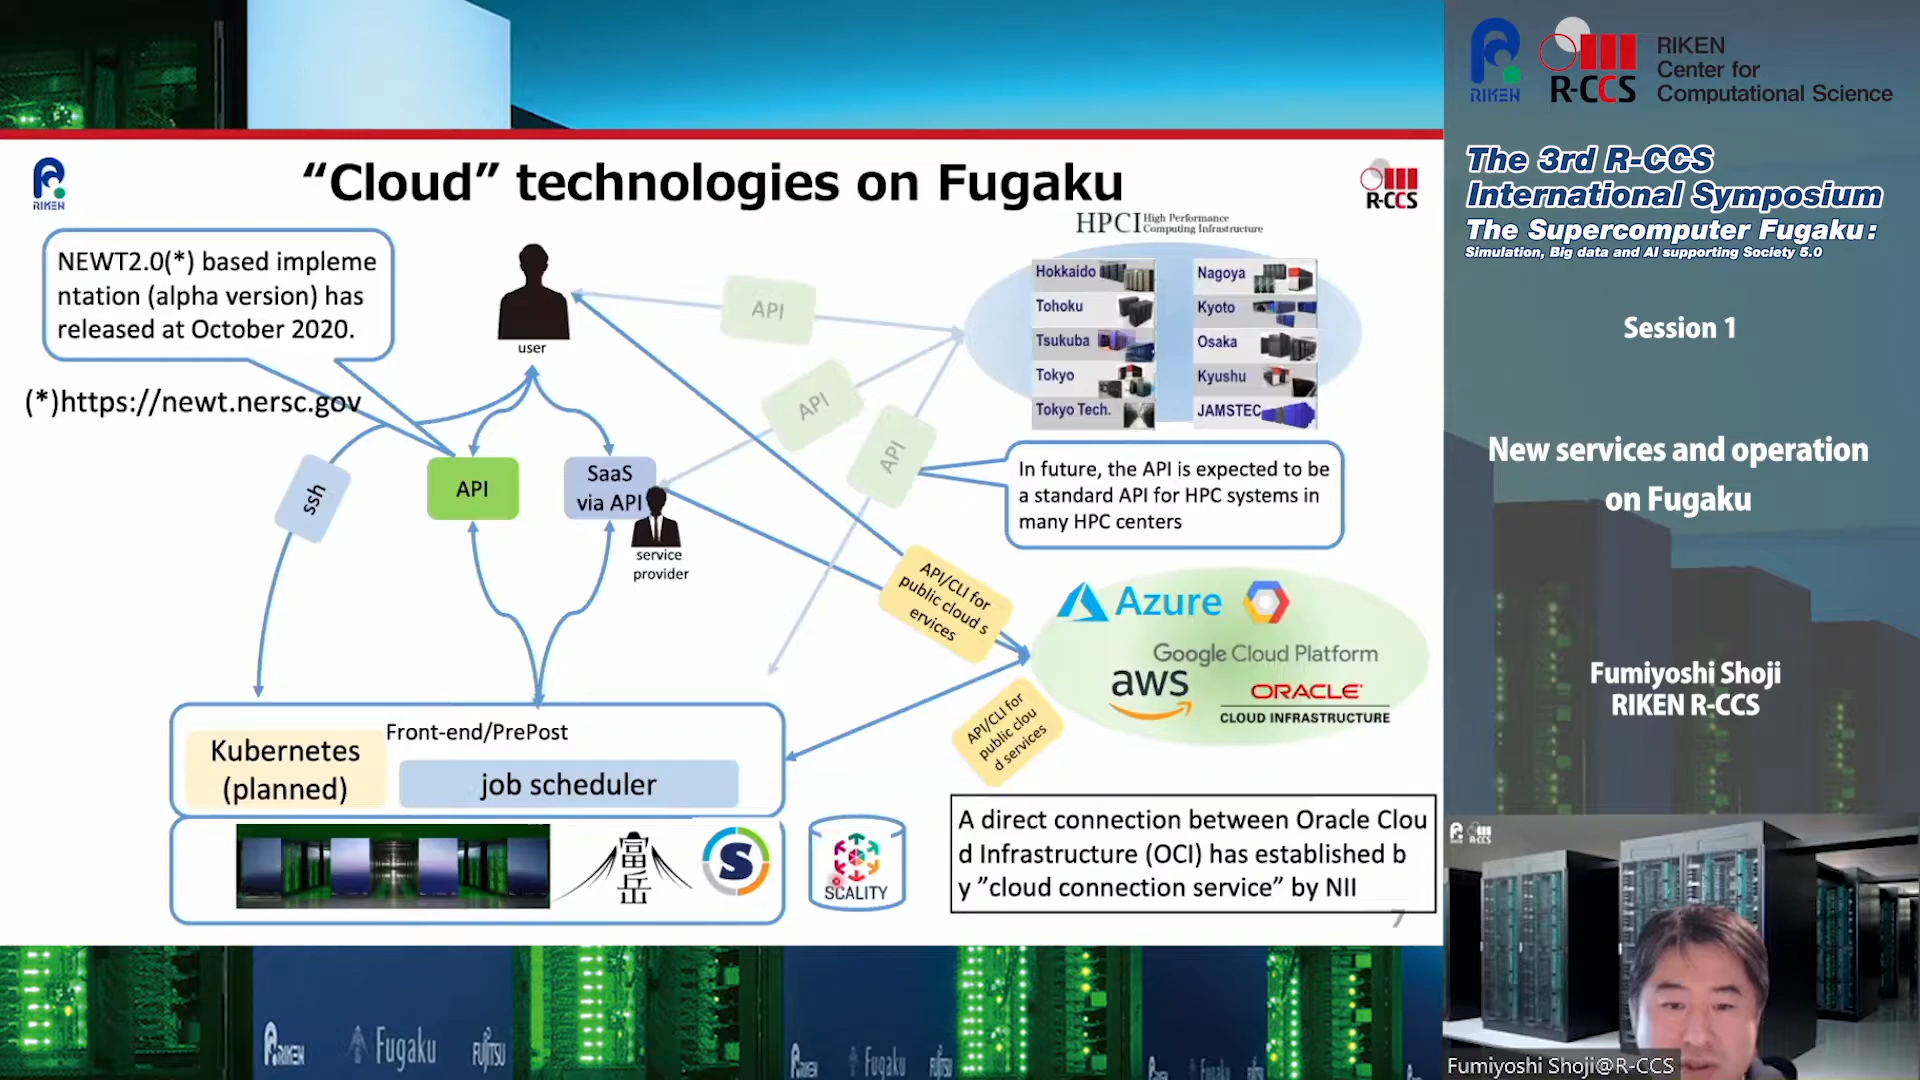 “Cloud” technologies on Fugaku
RIKEN
R-CCS
HPCI High Performance
Computing Infrastructure
NEWT2.0(*) based impleme
ntation (alpha version) has
released at October 2020.
(*)https://newt.nersc.gov
user
API
API
API
Hokkaido
Tohoku
Tsukuba
Tokyo
Tokyo Tech.
Nagoya
Kyoto
Osaka
Kyushu
JAMSTEC
ssh
API
SaaS
via API
service
provider
In future, the API is expected to be
a standard API for HPC systems in
many HPC centers
API/CLI for
public cloud s
ervices
API/CLI for
public clou
d services
Azure
Google Cloud Platform
aws
ORACLE
CLOUD INFRASTRUCTURE
Front-end/PrePost
Kubernetes
(planned)
job scheduler
富岳
S
SCALITY
A direct connection between Oracle Clou
d Infrastructure (OCI) has established b
y ”cloud connection service” by NII
7
RIKEN
Fugaku
FUJITSU
RIKEN
Fugaku
FUJITSU
RIKEN
RIKEN
R-CCS
RIKEN
Center for
Computational Science
The 3rd R-CCS
International Symposium
The Supercomputer Fugaku :
Simulation, Big data and AI supporting Society 5.0
Session 1
New services and operation
on Fugaku
Fumiyoshi Shoji
RIKEN R-CCS
R-CCS
Fumiyoshi Shoji@R-CCS